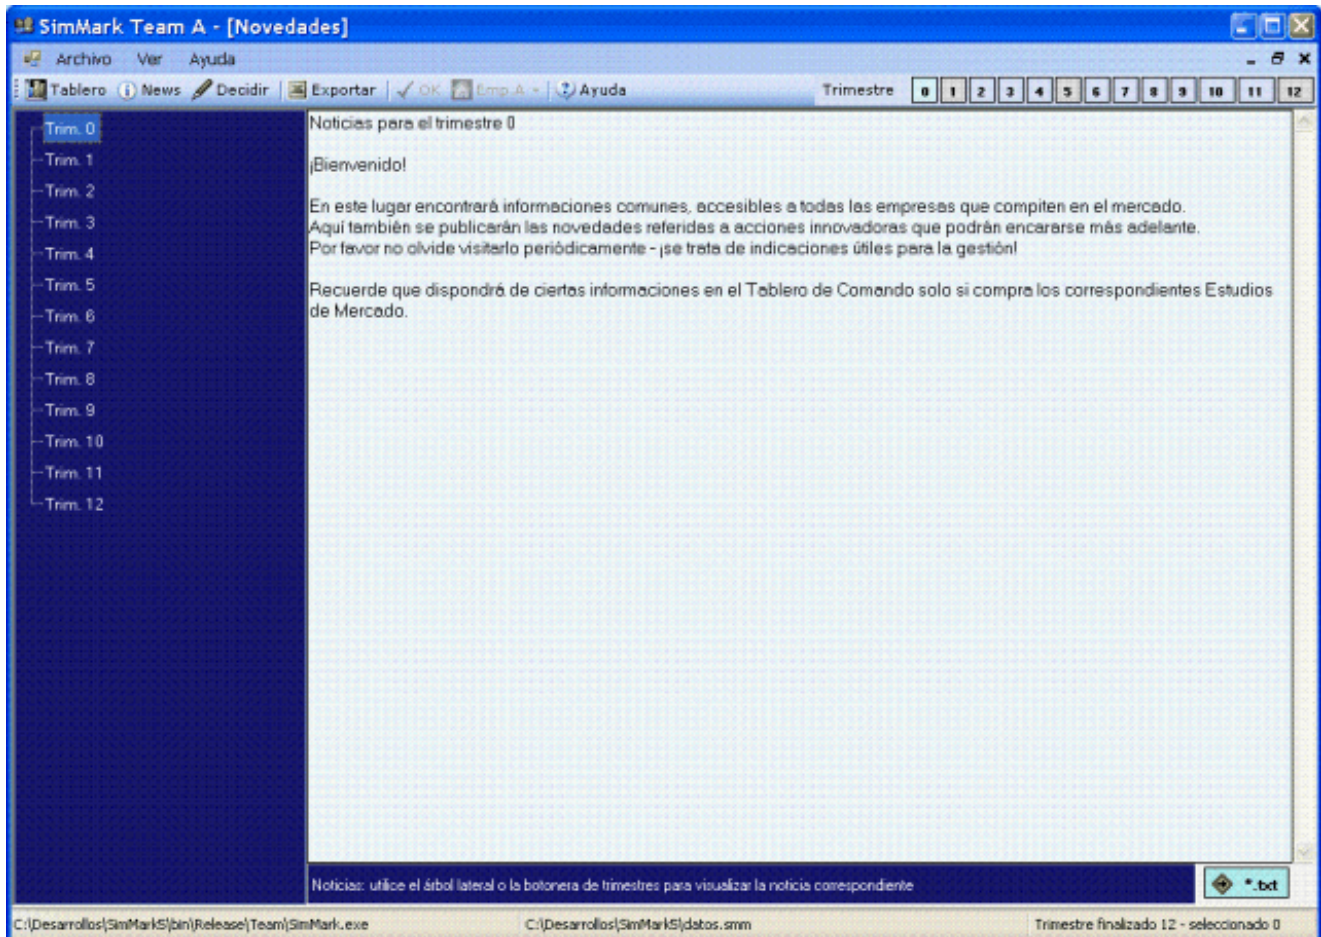 SimMark Team A - [Novedades]
Archivo Ver Ayuda
Tablero News Decidir Exportar OK Emp.A Ayuda Trimestre 0 1 2 3 4 5 6 7 8 9 10 11 12
Trim. 0
Trim. 1
Trim. 2
Trim. 3
Trim. 4
Trim. 5
Trim. 6
Trim. 7
Trim. 8
Trim. 9
Trim. 10
Trim. 11
Trim. 12
Noticias para el trimestre 0
¡Bienvenido!
En este lugar encontrará informaciones comunes, accesibles a todas las empresas que compiten en el mercado.
Aquí también se publicarán las novedades referidas a acciones innovadoras que podrán encararse más adelante.
Por favor no olvide visitarlo periódicamente - ¡se trata de indicaciones útiles para la gestión!
Recuerde que dispondrá de ciertas informaciones en el Tablero de Comando solo si compra los correspondientes Estudios
de Mercado.
Noticias: utilice el árbol lateral o la botonera de trimestres para visualizar la noticia correspondiente
*.txt
C:\Desarrollos\SimMarkS\bin\Release\Team\SimMark.exe C:\Desarrollos\SimMarkS\datos.smm Trimestre finalizado 12 - seleccionado 0